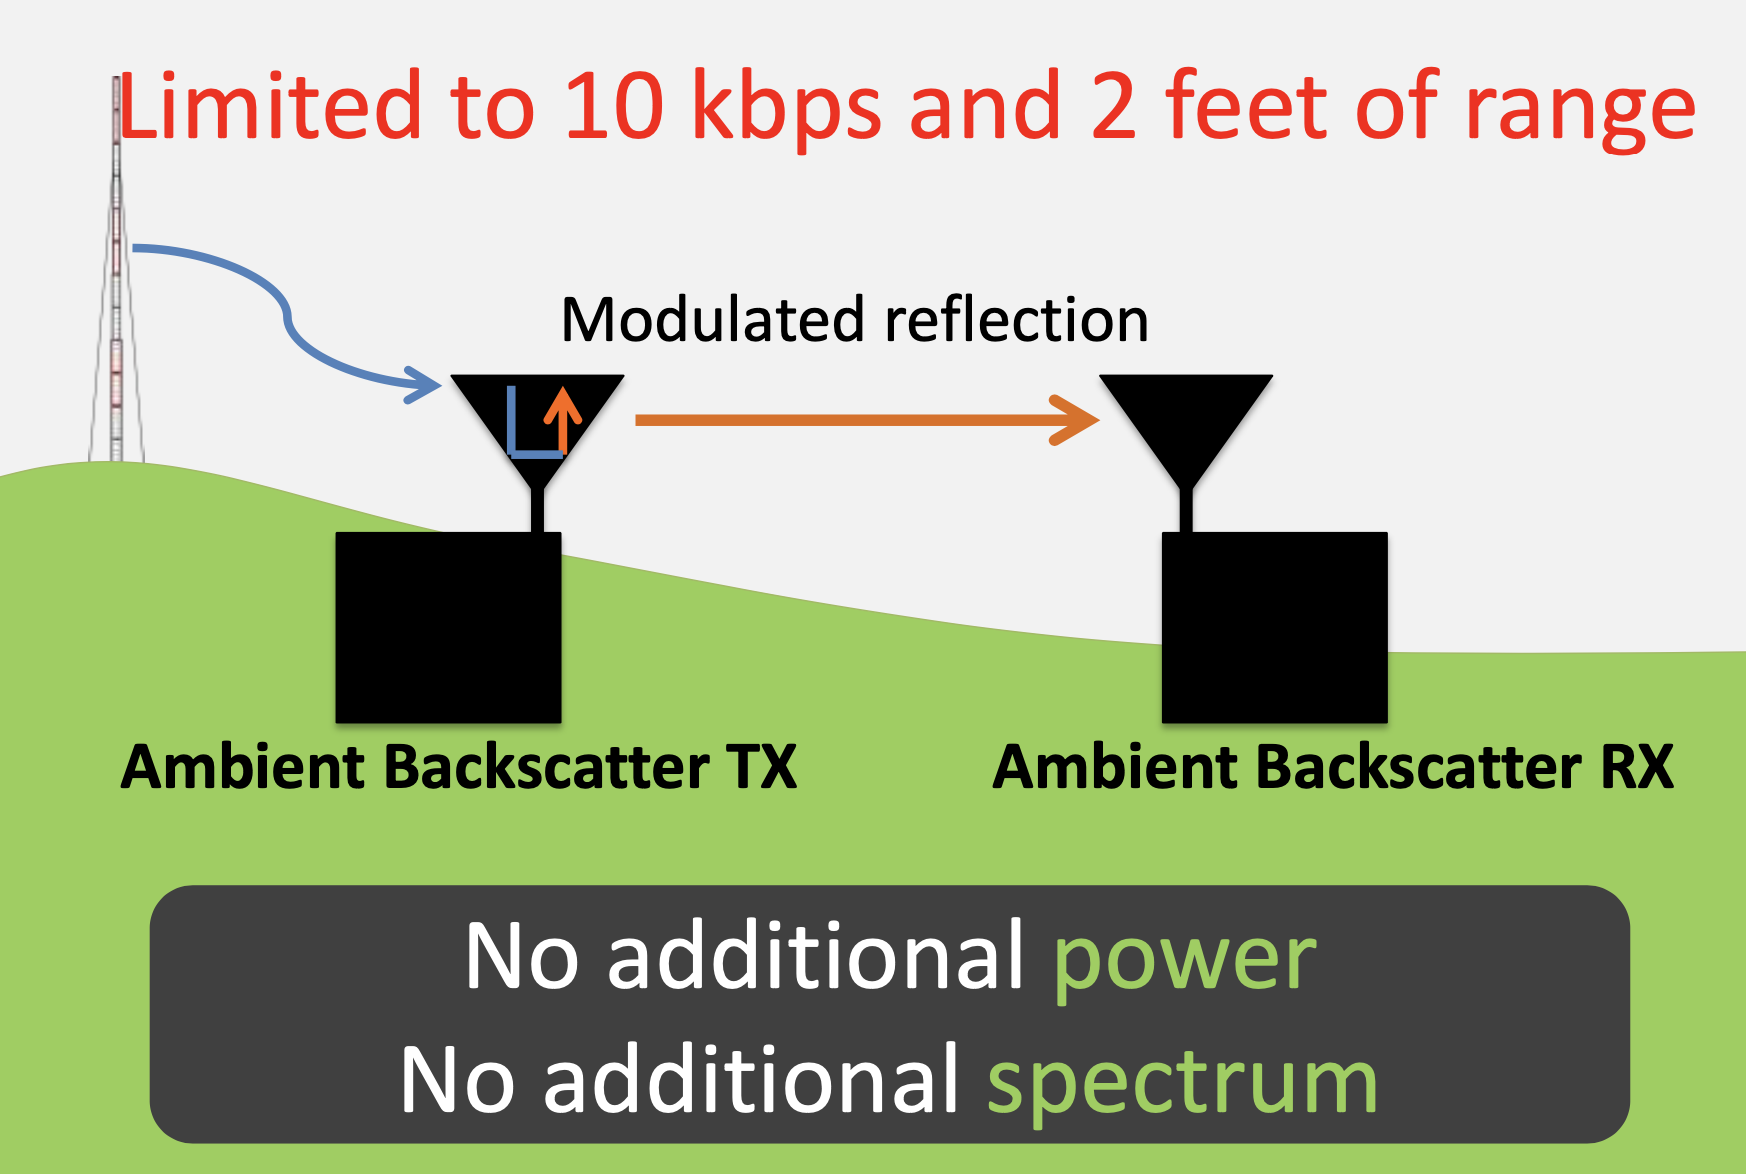 Limited to 10 kbps and 2 feet of range
Modulated reflection
Ambient Backscatter TX
Ambient Backscatter RX
No additional power
No additional spectrum